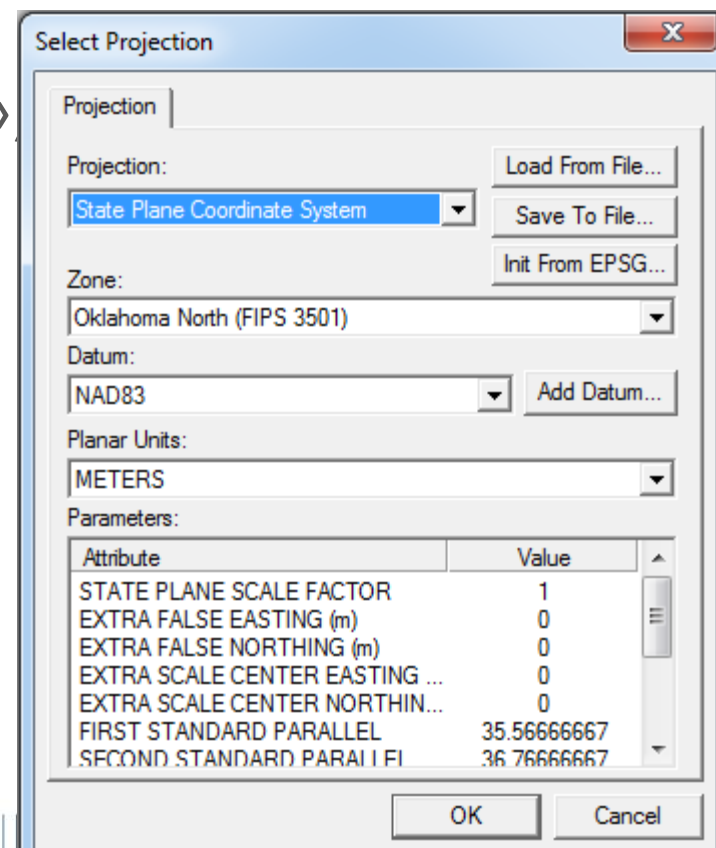 Select Projection
Projection
Projection:
Load From File...
State Plane Coordinate System
Save To File...
Init From EPSG...
Zone:
Oklahoma North (FIPS 3501)
Datum:
NAD83
Add Datum...
Planar Units:
METERS
Parameters:
Attribute Value
STATE PLANE SCALE FACTOR 1
EXTRA FALSE EASTING (m) 0
EXTRA FALSE NORTHING (m) 0
EXTRA SCALE CENTER EASTING ... 0
EXTRA SCALE CENTER NORTHIN... 0
FIRST STANDARD PARALLEL 35.56666667
SECOND STANDARD PARALLEL 36.76666667
OK Cancel